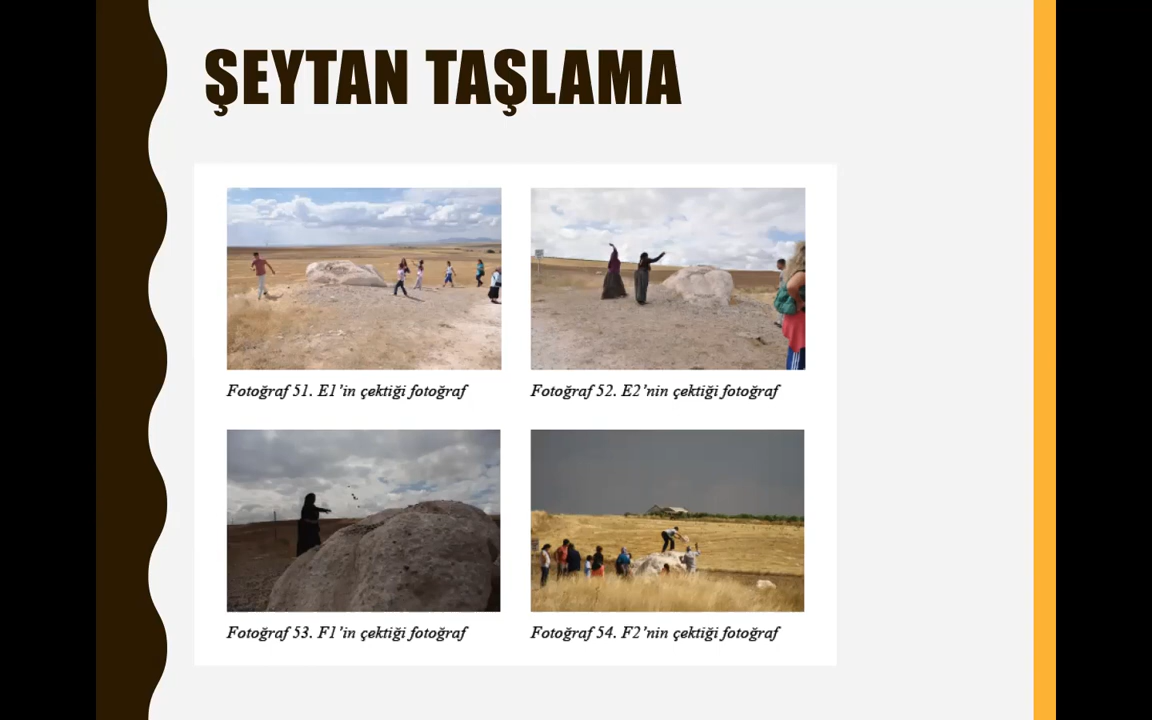 ŞEYTAN TAŞLAMA
Fotoğraf 51. E1’in çektiği fotoğraf
Fotoğraf 52. E2’nin çektiği fotoğraf
Fotoğraf 53. F1’in çektiği fotoğraf
Fotoğraf 54. F2’nin çektiği fotoğraf